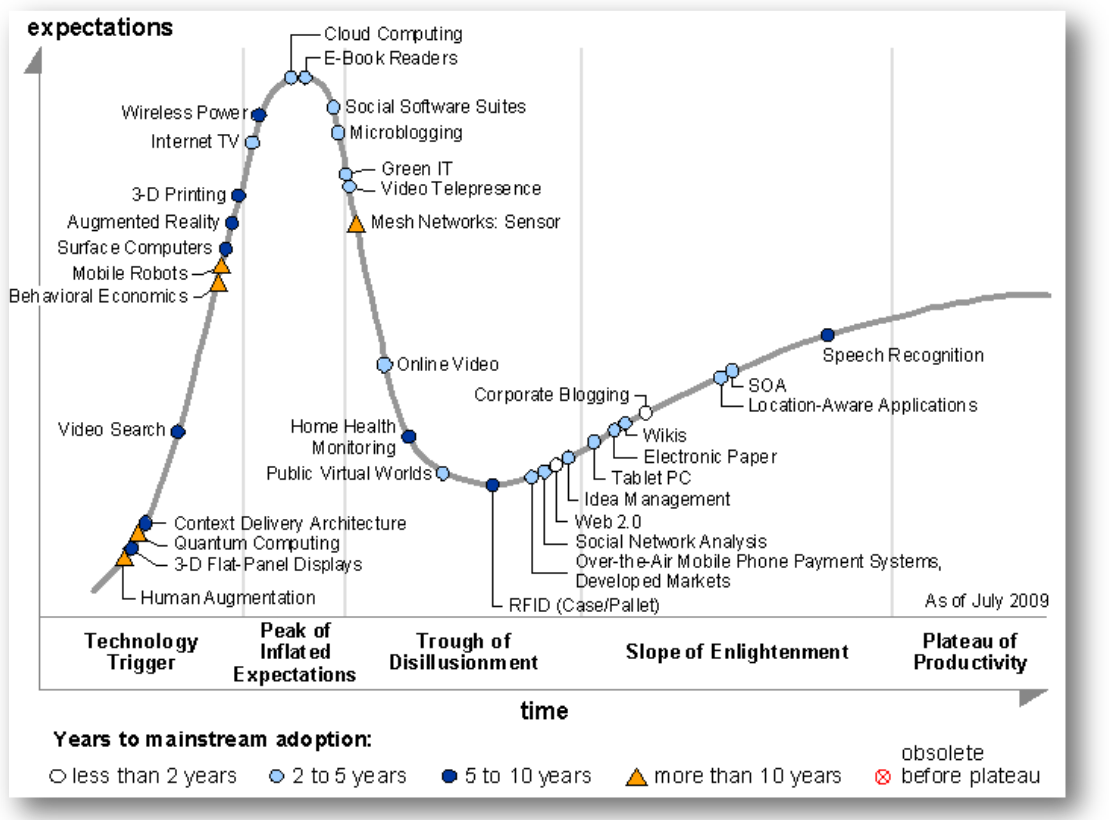 expectations
Cloud Computing
E-Book Readers
Wireless Power
Social Software Suites
Internet TV
Microblogging
Green IT
Video Telepresence
3-D Printing
Augmented Reality
Mesh Networks: Sensor
Surface Computers
Mobile Robots
Behavioral Economics
Online Video
Speech Recognition
SOA
Corporate Blogging
Location-Aware Applications
Video Search
Home Health
Monitoring
Wikis
Electronic Paper
Public Virtual Worlds
Tablet PC
Idea Management
Context Delivery Architecture
Web 2.0
Quantum Computing
Social Network Analysis
3-D Flat-Panel Displays
Over-the-Air Mobile Phone Payment Systems,
Developed Markets
Human Augmentation
RFID (Case/Pallet)
As of July 2009
Technology
Trigger
Peak of
Inflated
Expectations
Trough of
Disillusionment
Slope of Enlightenment
Plateau of
Productivity
time
Years to mainstream adoption:
less than 2 years
2 to 5 years
5 to 10 years
more than 10 years
obsolete
before plateau